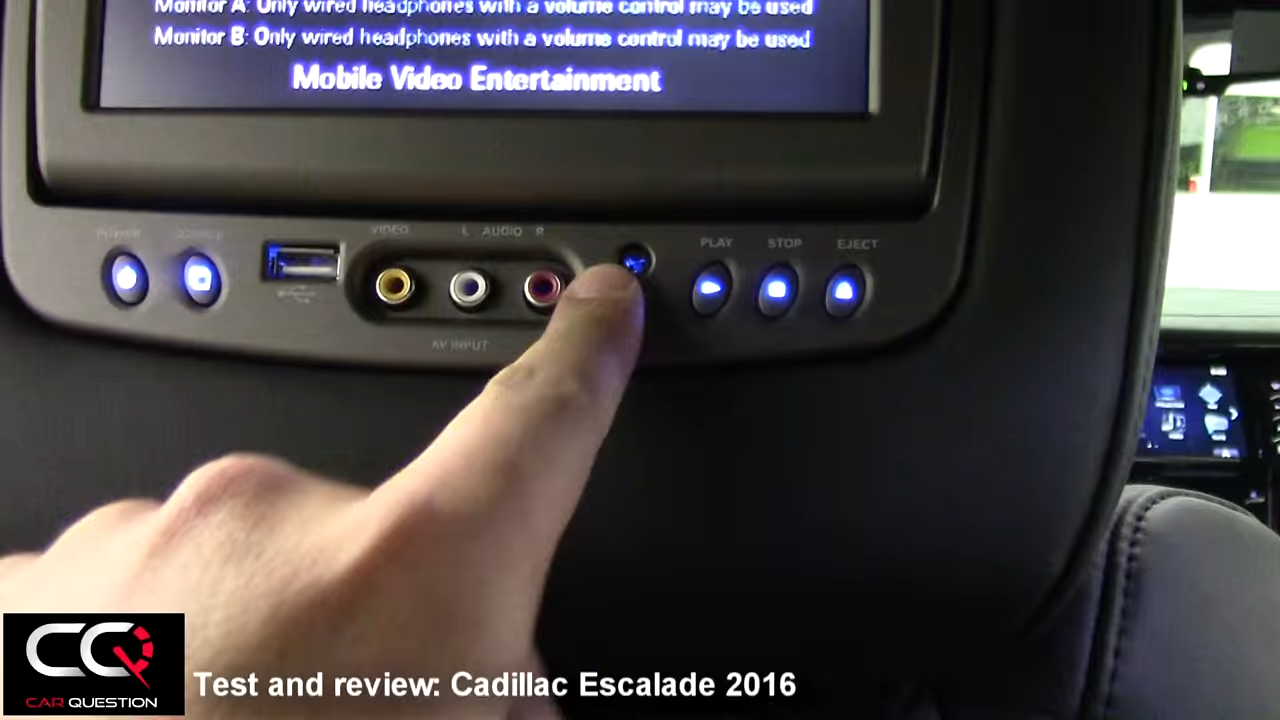 Monitor A: Only wired headphones with a volume control may be used
Monitor B: Only wired headphones with a volume control may be used
Mobile Video Entertainment
POWER SOURCE VIDEO L AUDIO R PLAY STOP EJECT
AV INPUT
CQ
CAR QUESTION
Test and review: Cadillac Escalade 2016